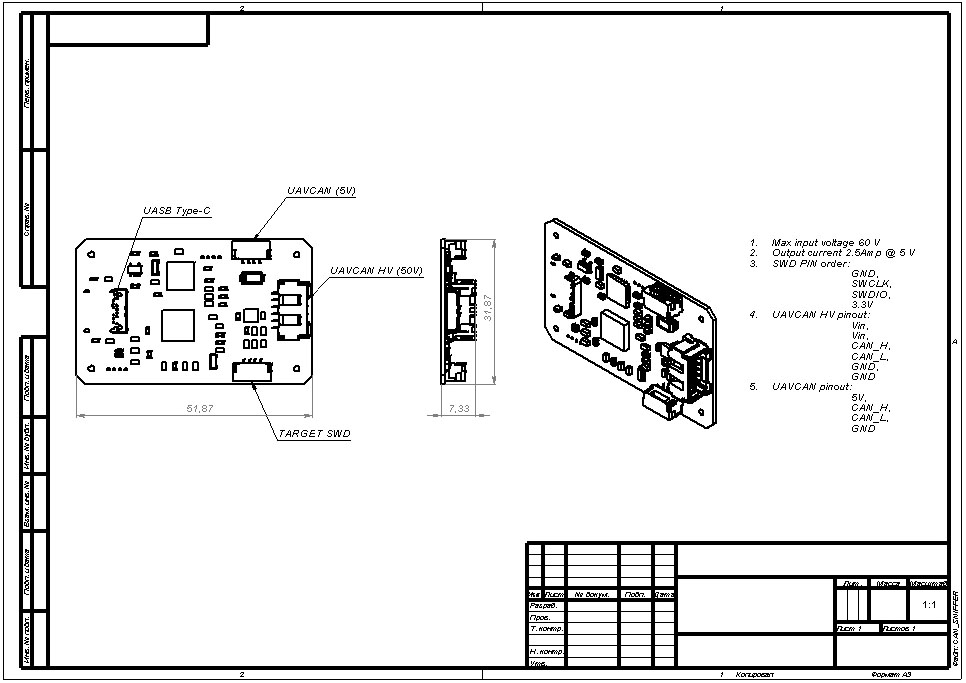 2
1
Перв. примен.
Справ. №
Подп. и дата
Инв. № дубл.
Взам. инв. №
Подп. и дата
Инв. № подл.
UASB Type-C
UAVCAN (5V)
UAVCAN HV (50V)
TARGET SWD
51,87
31,87
7,33
1. Max input voltage 60 V
2. Output current 2.5Amp @ 5 V
3. SWD PIN order:
GND,
SWCLK,
SWDIO,
3.3V
4. UAVCAN HV pinout:
Vin,
Vin,
CAN_H,
CAN_L,
GND,
GND
5. UAVCAN pinout:
5V,
CAN_H,
CAN_L,
GND
A
Изм Лист № докум. Подп. Дата
Разраб.
Пров.
Т. контр.
Н. контр.
Утв.
Лит. Масса Масштаб
1:1
Лист 1 Листов 1
Файл: CAN_SNIFFER
2
1
Копировал
Формат A3